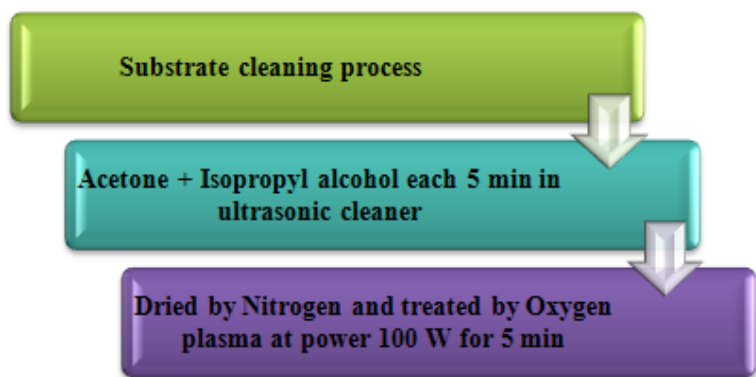 Substrate cleaning process
Acetone + Isopropyl alcohol each 5 min in
ultrasonic cleaner
Dried by Nitrogen and treated by Oxygen
plasma at power 100 W for 5 min